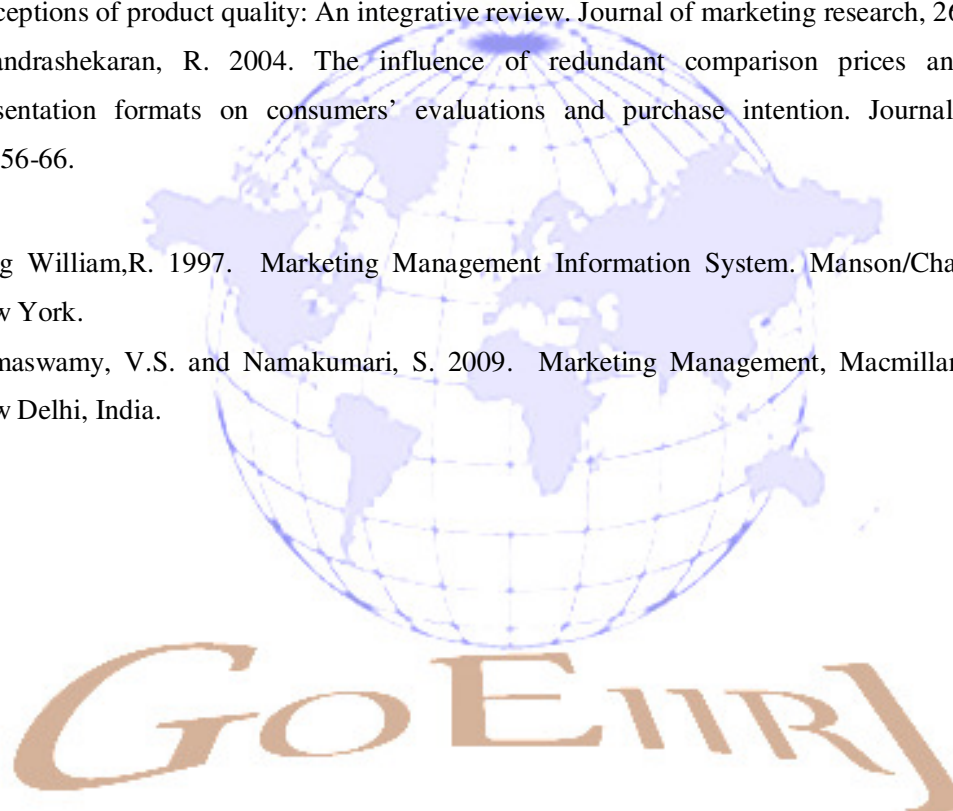 ceptions of product quality: An integrative review. Journal of marketing research, 26
andrashekaran, R. 2004. The influence of redundant comparison prices an
sentation formats on consumers’ evaluations and purchase intention. Journal
56-66.
g William,R. 1997. Marketing Management Information System. Manson/Cha
w York.
maswamy, V.S. and Namakumari, S. 2009. Marketing Management, Macmillan
w Delhi, India.
GOEIIRJ